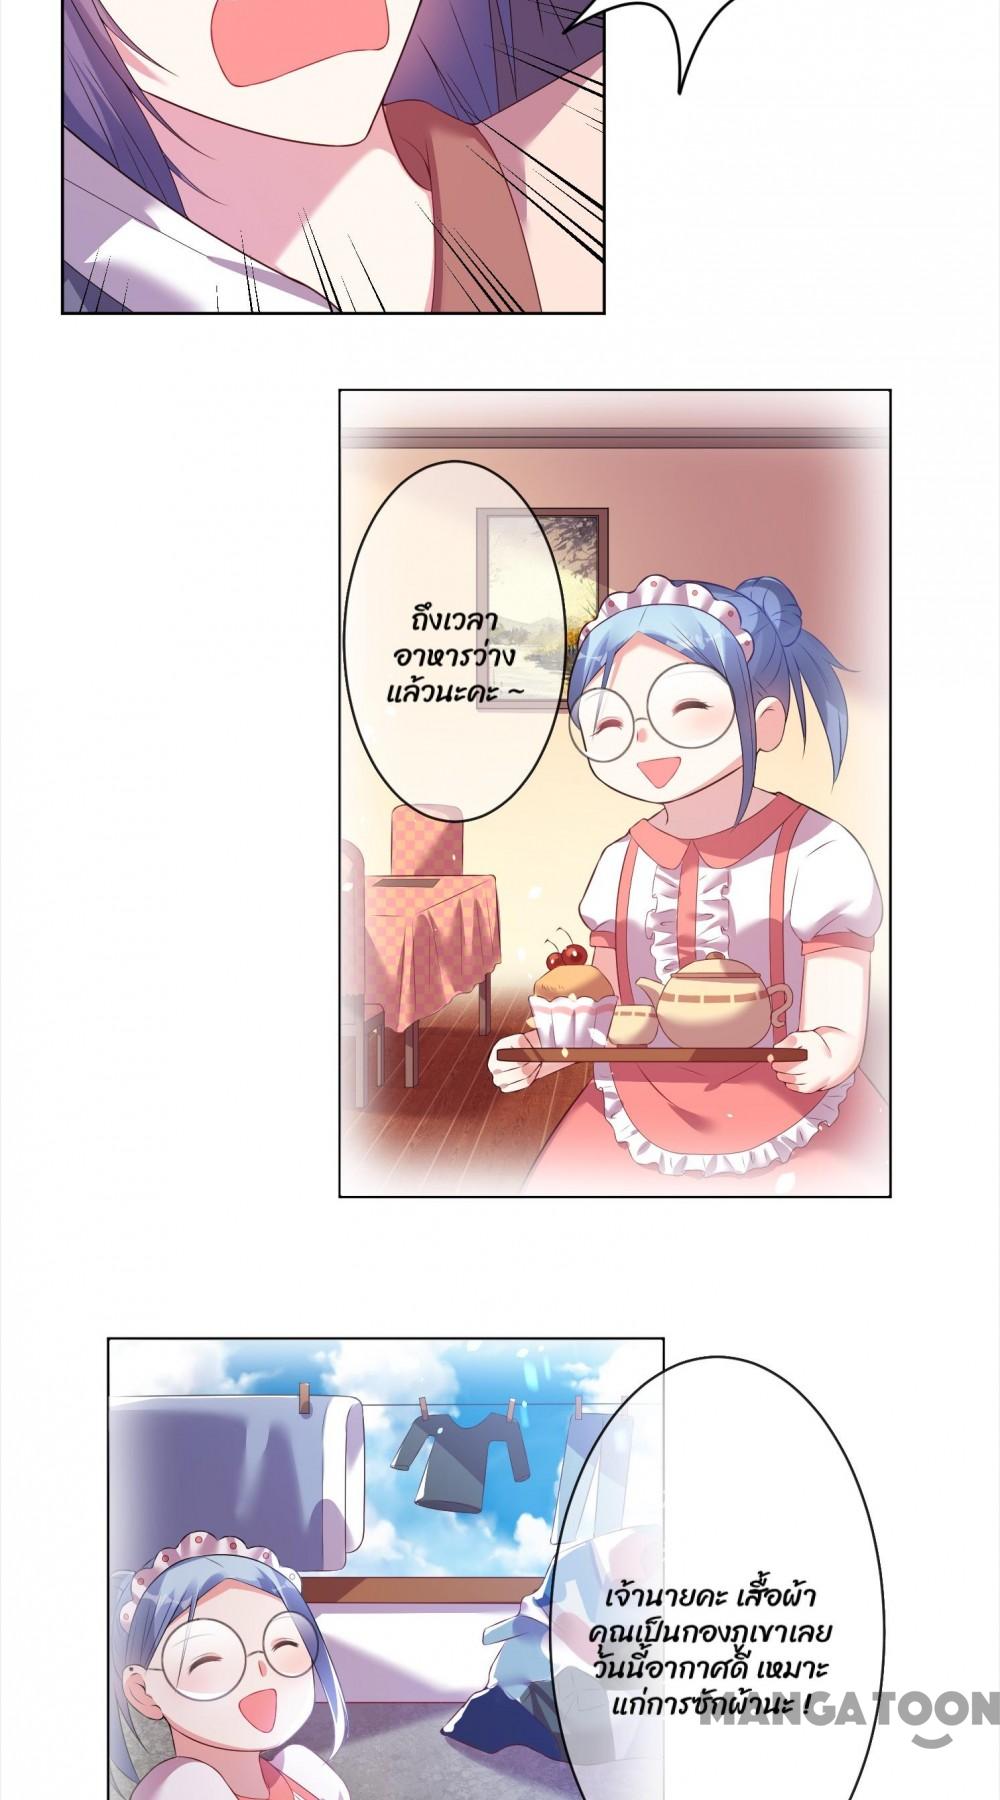 ถึงเวลา
อาหารว่าง
แล้วนะคะ ~
เจ้านายคะ เสื้อผ้า
คุณเป็นกองภูเขาเลย
วันนี้อากาศดี เหมาะ
แก่การซักผ้านะ !
MANGATOON